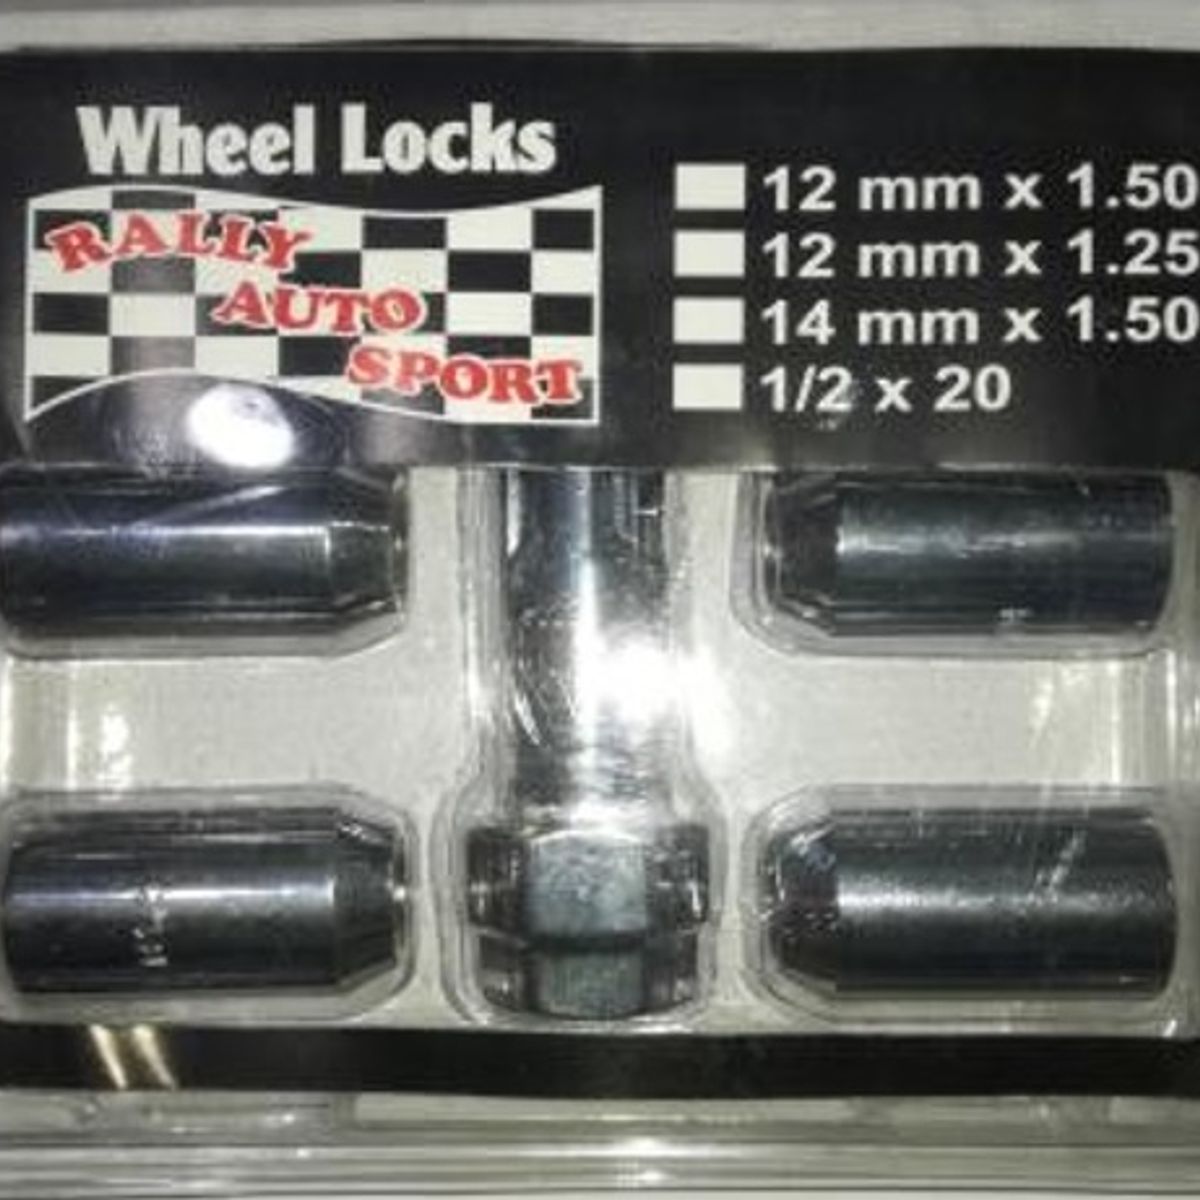 Wheel Locks
RALLY
AUTO
SPORT
12 mm x 1.50
12 mm x 1.25
14 mm x 1.50
1/2 x 20